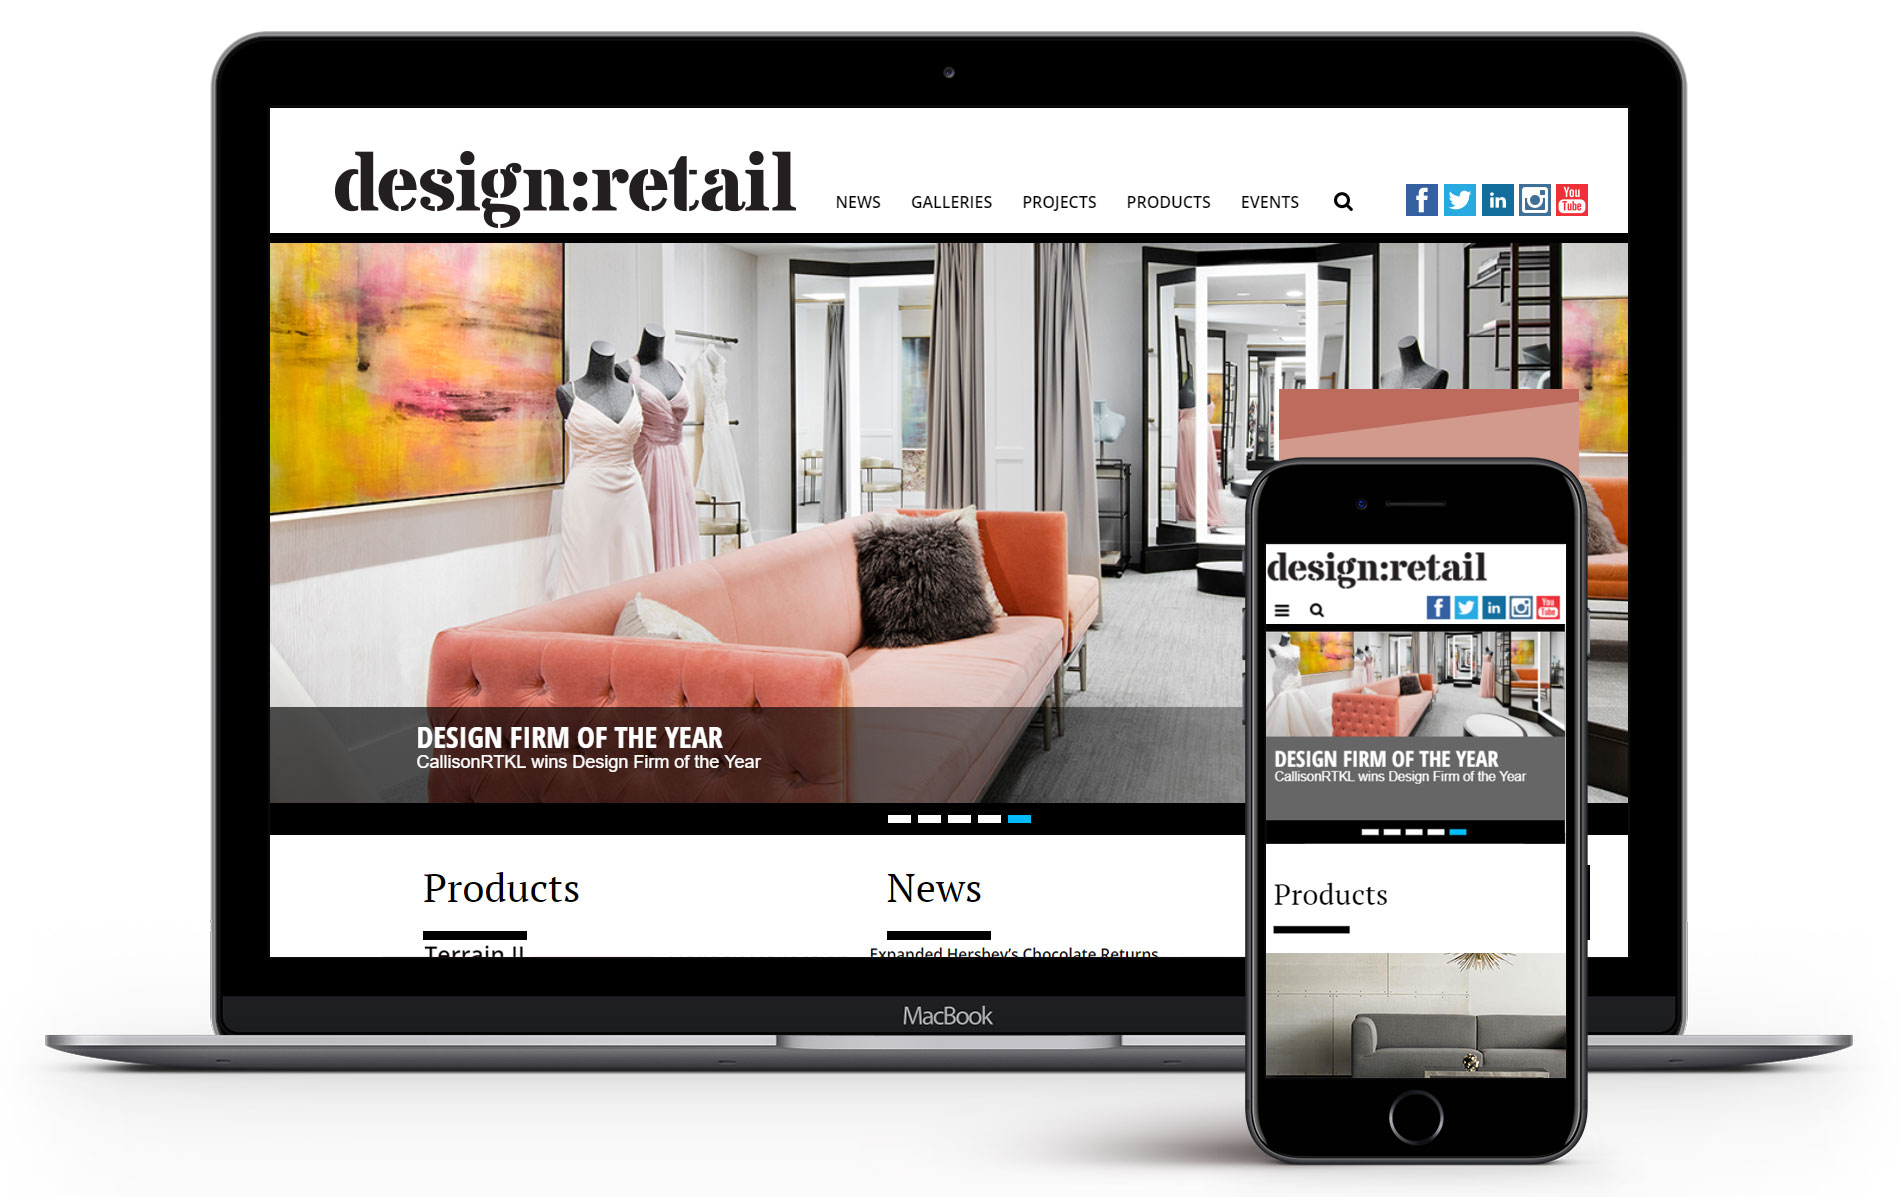 design:retail
NEWS GALLERIES PROJECTS PRODUCTS EVENTS
f in You Tube
DESIGN FIRM OF THE YEAR
CallisonRTKL wins Design Firm of the Year
Products
News
Terrain II
Expanded Hershey's Chocolate Returns
MacBook
design:retail
f in You Tube
DESIGN FIRM OF THE YEAR
CallisonRTKL wins Design Firm of the Year
Products